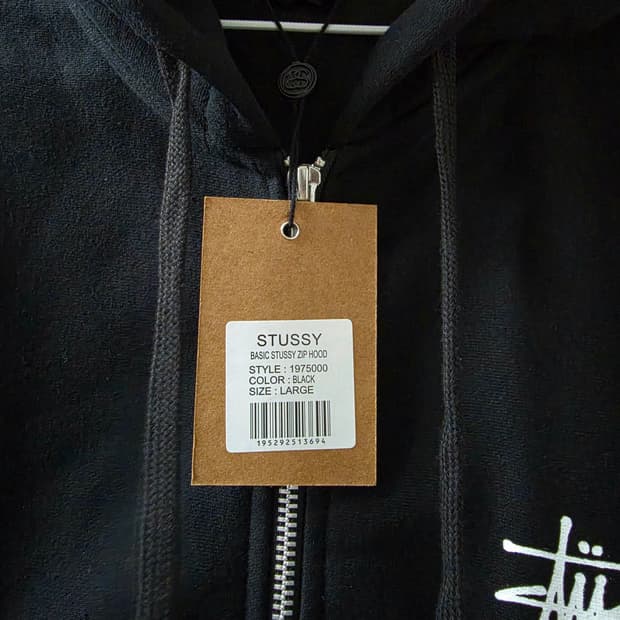 STUSSY
BASIC STUSSY ZIP HOOD
STYLE : 1975000
COLOR : BLACK
SIZE : LARGE
195292513694